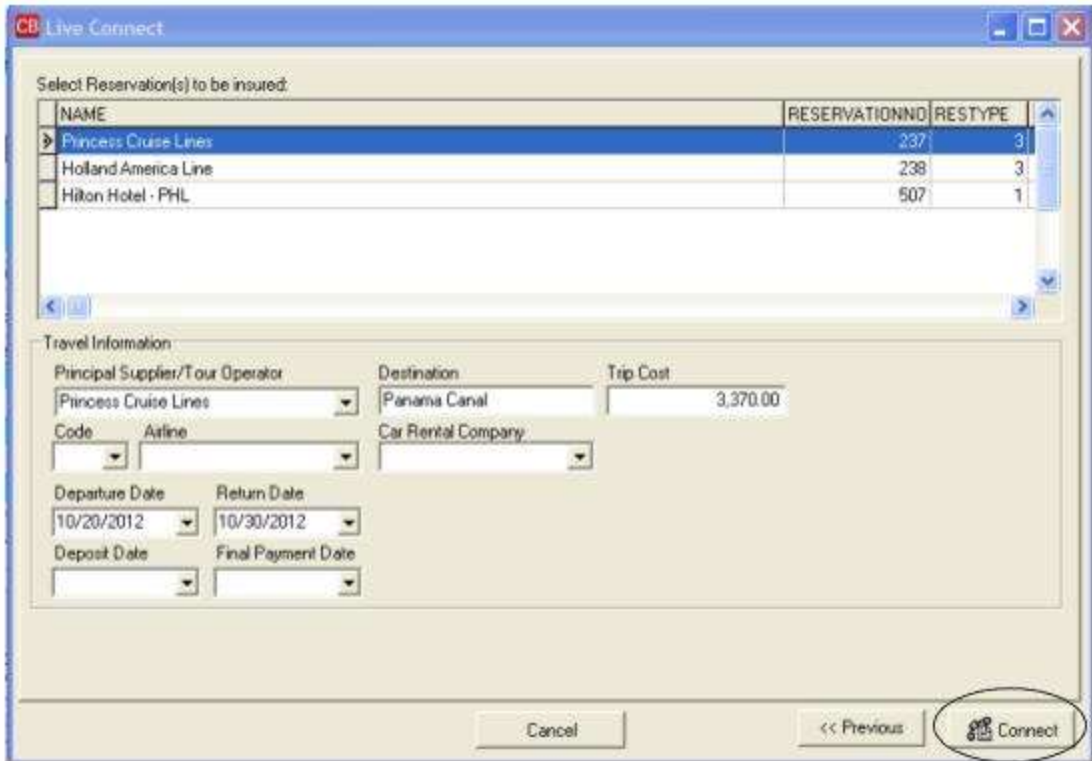 CB Live Connect
Select Reservation(s) to be insured:
NAME RESERVATIONNO RESTYPE
Princess Cruise Lines 237 3
Holland America Line 238 3
Hilton Hotel - PHL 507 1
Travel Information
Principal Supplier/Tour Operator Destination Trip Cost
Princess Cruise Lines Panama Canal 3,370.00
Code Airline Car Rental Company
Departure Date Return Date
10/20/2012 10/30/2012
Deposit Date Final Payment Date
Cancel << Previous Connect